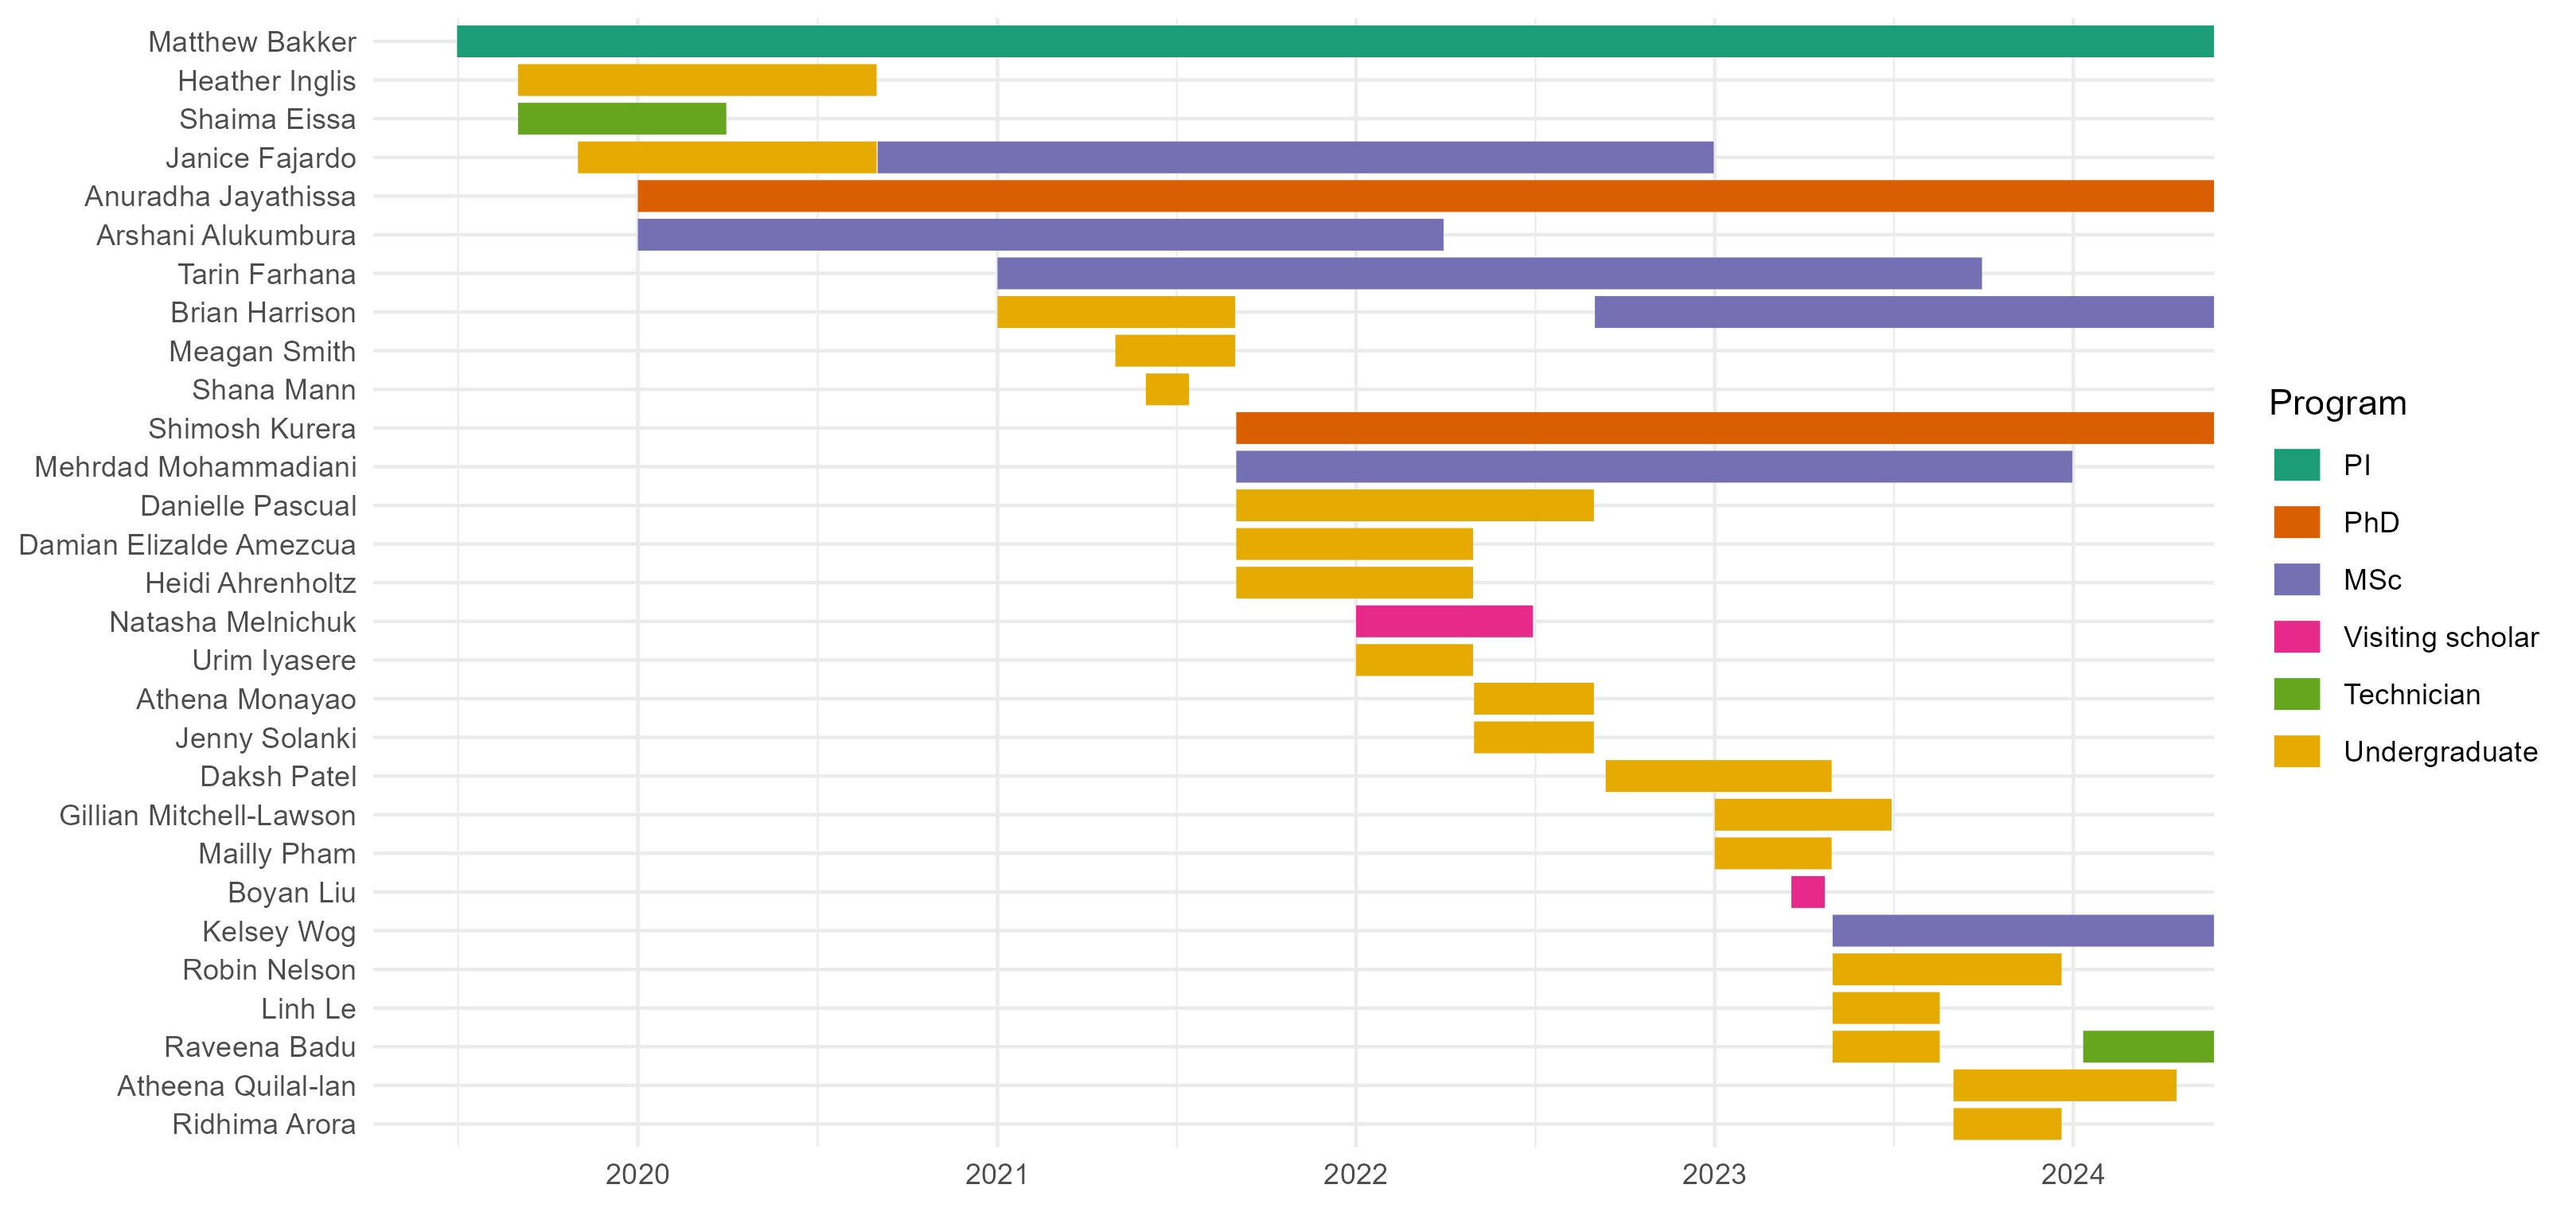 Matthew Bakker
Heather Inglis
Shaima Eissa
Janice Fajardo
Anuradha Jayathissa
Arshani Alukumbura
Tarin Farhana
Brian Harrison
Meagan Smith
Shana Mann
Shimosh Kurera
Mehrdad Mohammadiani
Danielle Pascual
Damian Elizalde Amezcua
Heidi Ahrenholtz
Natasha Melnichuk
Urim Iyasere
Athena Monayao
Jenny Solanki
Daksh Patel
Gillian Mitchell-Lawson
Mailly Pham
Boyan Liu
Kelsey Wog
Robin Nelson
Linh Le
Raveena Badu
Atheena Quilal-lan
Ridhima Arora
2020 2021 2022 2023 2024
Program
PI
PhD
MSc
Visiting scholar
Technician
Undergraduate